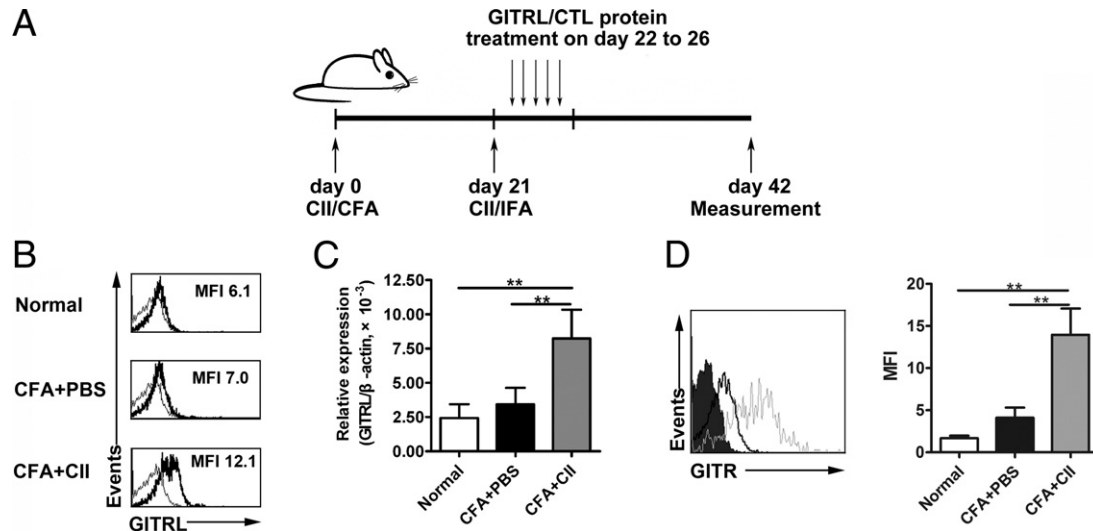 A
GITRL/CTL protein
treatment on day 22 to 26
day 0
CII/CFA
day 21
CII/IFA
day 42
Measurement
B
Normal
MFI 6.1
CFA+PBS
MFI 7.0
CFA+CII
MFI 12.1
Events
GITRL
C
Relative expression
(GITRL/β -actin, × 10⁻³)
12.50
10.00
7.50
5.00
2.50
0.00
**
**
Normal
CFA+PBS
CFA+CII
D
Events
GITR
MFI
20
15
10
5
0
**
**
Normal
CFA+PBS
CFA+CII